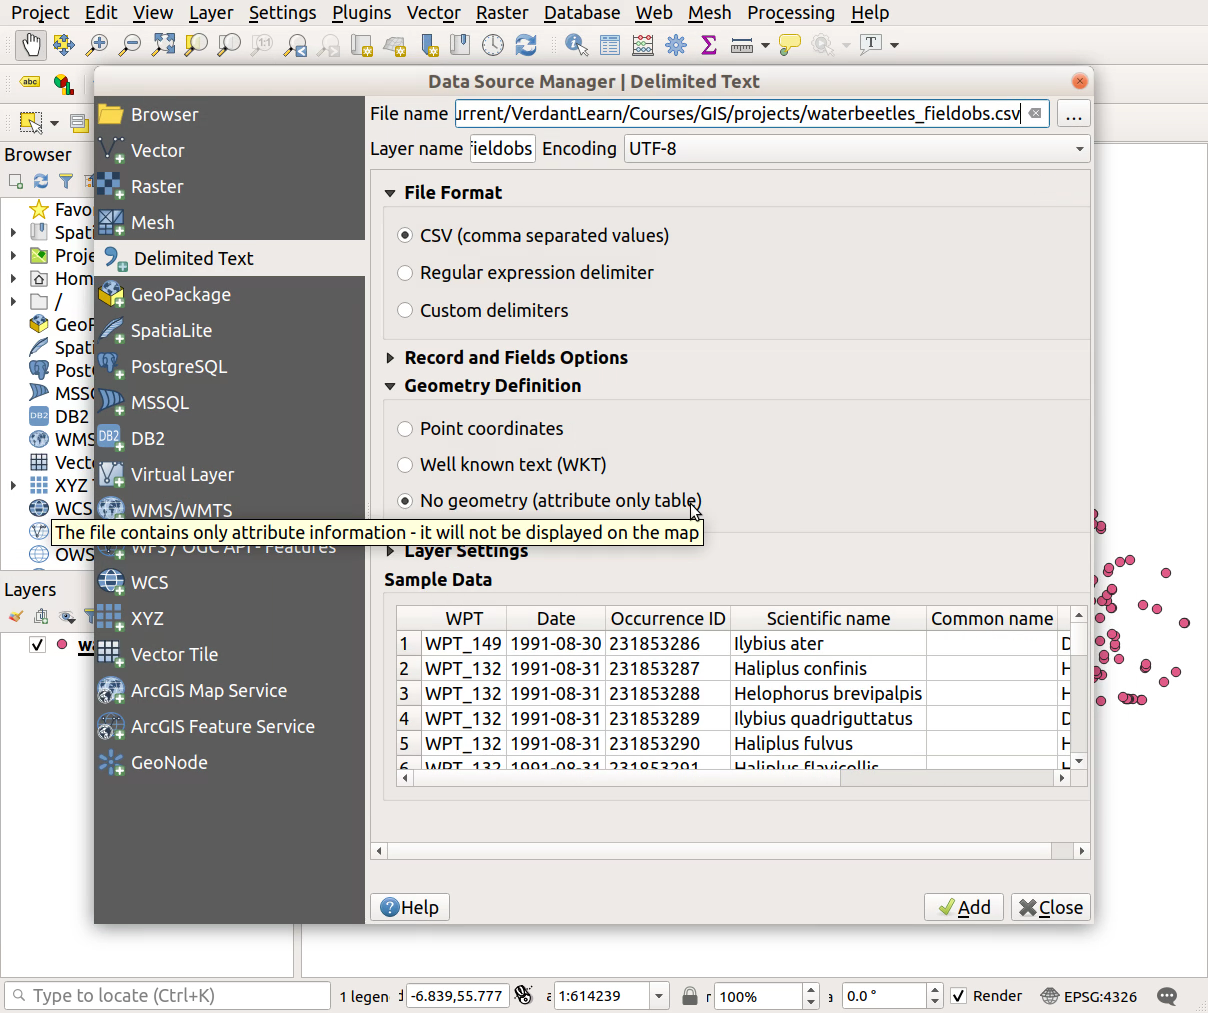 Project Edit View Layer Settings Plugins Vector Raster Database Web Mesh Processing Help
abc
Data Source Manager | Delimited Text
Browser
Favo
Spati
Proje
Hom
/
GeoP
Spati
Post
MSS
DB2 DB2
WMS
Vect
XYZ
WCS
OWS
Layers
Browser
Vector
Raster
Mesh
Delimited Text
GeoPackage
SpatiaLite
PostgreSQL
MSSQL
DB2 DB2
Virtual Layer
WMS/WMTS
WFS / OGC API - Features
WCS
XYZ
Vector Tile
ArcGIS Map Service
ArcGIS Feature Service
GeoNode
File name urrent/VerdantLearn/Courses/GIS/projects/waterbeetles_fieldobs.csv ...
Layer name fieldobs Encoding UTF-8
File Format
CSV (comma separated values)
Regular expression delimiter
Custom delimiters
Record and Fields Options
Geometry Definition
Point coordinates
Well known text (WKT)
No geometry (attribute only table)
The file contains only attribute information - it will not be displayed on the map
Layer Settings
Sample Data
WPT Date Occurrence ID Scientific name Common name
1 WPT_149 1991-08-30 231853286 Ilybius ater D
2 WPT_132 1991-08-31 231853287 Haliplus confinis H
3 WPT_132 1991-08-31 231853288 Helophorus brevipalpis H
4 WPT_132 1991-08-31 231853289 Ilybius quadriguttatus D
5 WPT_132 1991-08-31 231853290 Haliplus fulvus H
6 WPT_132 1991-08-31 231853291 Haliplus flavicollis H
Help Add Close
Type to locate (Ctrl+K) 1 legen -6.839,55.777 1:614239 100% 0.0 ° Render EPSG:4326